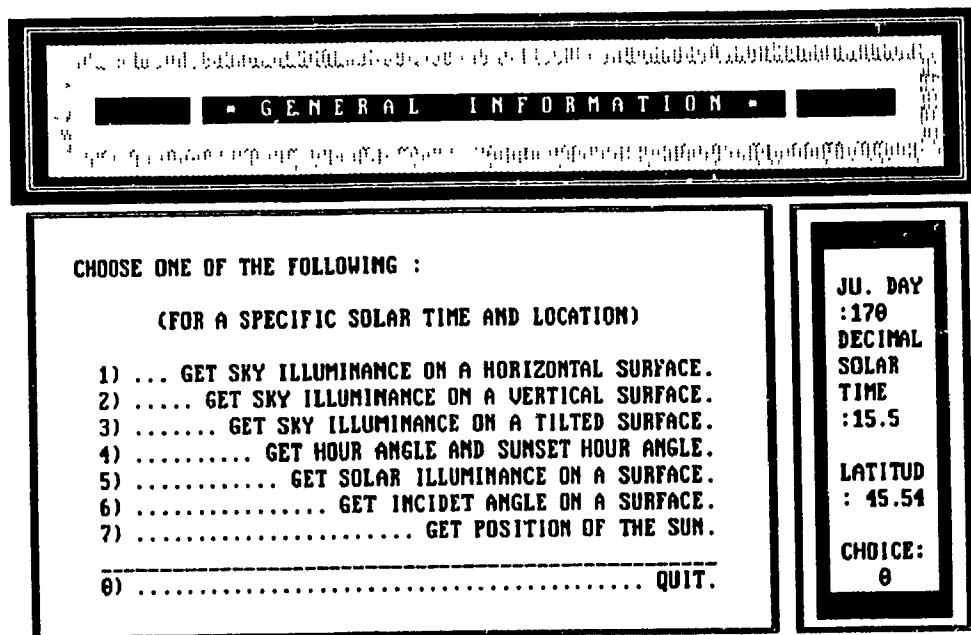 * G E N E R A L   I N F O R M A T I O N *
CHOOSE ONE OF THE FOLLOWING :
(FOR A SPECIFIC SOLAR TIME AND LOCATION)
1) ... GET SKY ILLUMINANCE ON A HORIZONTAL SURFACE.
2) ..... GET SKY ILLUMINANCE ON A VERTICAL SURFACE.
3) ....... GET SKY ILLUMINANCE ON A TILTED SURFACE.
4) .......... GET HOUR ANGLE AND SUNSET HOUR ANGLE.
5) ............ GET SOLAR ILLUMINANCE ON A SURFACE.
6) ................ GET INCIDET ANGLE ON A SURFACE.
7) ....................... GET POSITION OF THE SUN.
0) .......................................... QUIT.
JU. DAY
:170
DECIMAL
SOLAR
TIME
:15.5
LATITUD
: 45.54
CHOICE:
0